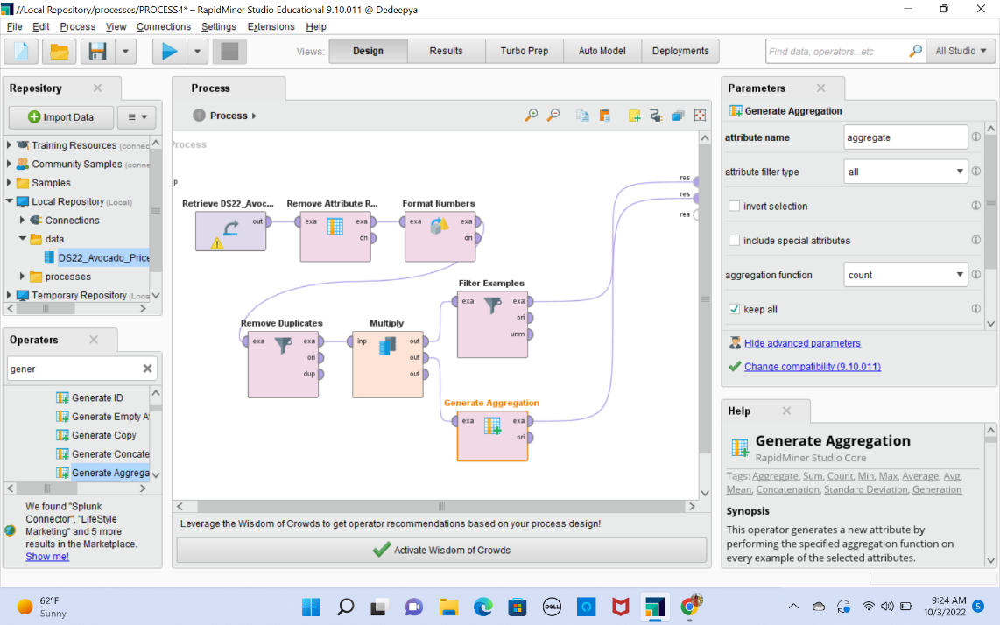 //Local Repository/processes/PROCESS4* – RapidMiner Studio Educational 9.10.011 @ Dedeepya
File Edit Process View Connections Settings Extensions Help
Views: Design Results Turbo Prep Auto Model Deployments
Find data, operators...etc
All Studio
Repository
Import Data
Training Resources (connec
Community Samples (conne
Samples
Local Repository (Local)
Connections
data
DS22_Avocado_Price
processes
Temporary Repository (Loca
Operators
gener
Generate ID
Generate Empty A
Generate Copy
Generate Concate
Generate Aggrega
We found "Splunk
Connector", "LifeStyle
Marketing" and 5 more
results in the Marketplace.
Show me!
Process
Process
Process
res
res
res
Retrieve DS22_Avoc...
out
Remove Attribute R...
exa exa
ori
Format Numbers
exa exa
ori
Filter Examples
exa exa
ori
unm
Remove Duplicates
exa exa
ori
dup
Multiply
inp out
out
out
Generate Aggregation
exa exa
ori
Leverage the Wisdom of Crowds to get operator recommendations based on your process design!
Activate Wisdom of Crowds
Parameters
Generate Aggregation
attribute name aggregate
attribute filter type all
invert selection
include special attributes
aggregation function count
keep all
Hide advanced parameters
Change compatibility (9.10.011)
Help
Generate Aggregation
RapidMiner Studio Core
Tags: Aggregate, Sum, Count, Min, Max, Average, Avg,
Mean, Concatenation, Standard Deviation, Generation
Synopsis
This operator generates a new attribute by
performing the specified aggregation function on
every example of the selected attributes.
62°F
Sunny
DELL
9:24 AM
10/3/2022
5